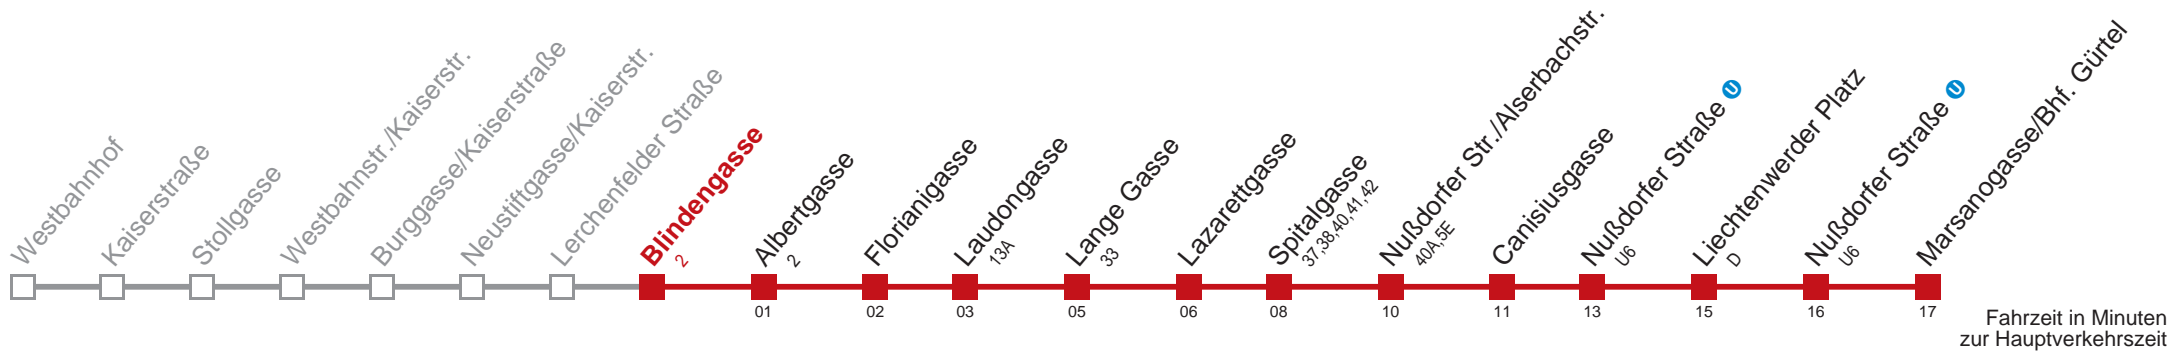 Westbahnhof
Kaiserstraße
Stollgasse
Westbahnstr./Kaiserstr.
Burggasse/Kaiserstraße
Neustiftgasse/Kaiserstr.
Lerchenfelder Straße
Blindengasse
2
Albertgasse
2
01
Florianigasse
02
Laudongasse
13A
03
Lange Gasse
33
05
Lazarettgasse
06
Spitalgasse
37,38,40,41,42
08
Nußdorfer Str./Alserbachstr.
40A,5E
10
Canisiusgasse
11
Nußdorfer Straße U
U6
13
Liechtenwerder Platz
D
15
Nußdorfer Straße U
U6
16
Marsanogasse/Bhf. Gürtel
17
Fahrzeit in Minuten
zur Hauptverkehrszeit